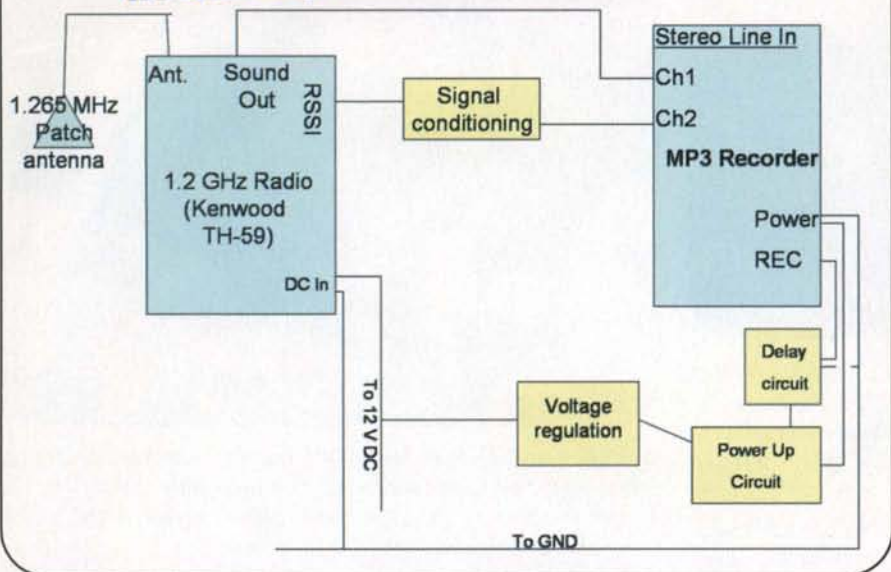 Ant.
Sound
Out
RSSI
1.265 MHz
Patch
antenna
1.2 GHz Radio
(Kenwood
TH-59)
DC In
Signal
conditioning
Stereo Line In
Ch1
Ch2
MP3 Recorder
Power
REC
Delay
circuit
To 12 V DC
Voltage
regulation
Power Up
Circuit
To GND